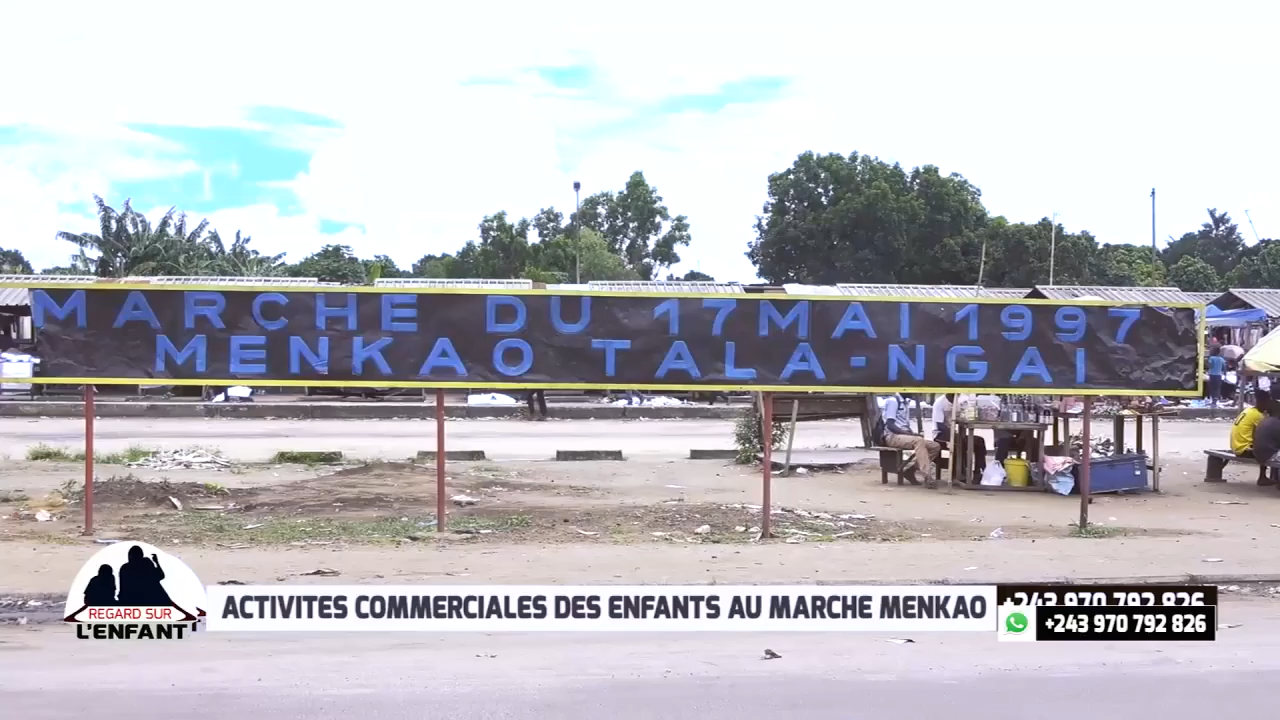 MARCHE DU 17 MAI 1997
MENKAO TALA-NGAI
REGARD SUR
L'ENFANT
ACTIVITES COMMERCIALES DES ENFANTS AU MARCHE MENKAO
+243 970 792 826
+243 970 792 826